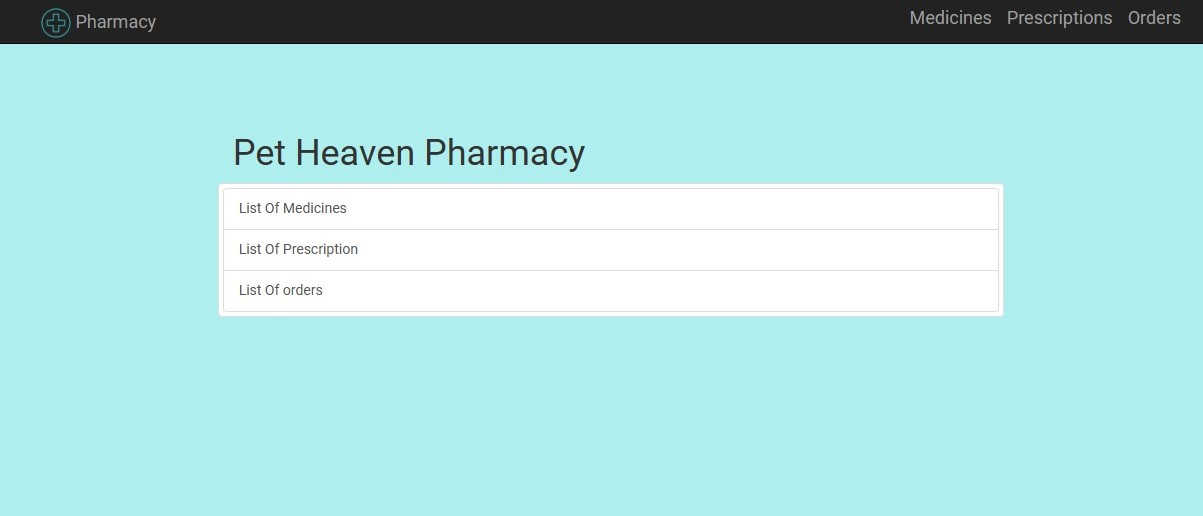 Pharmacy
Medicines Prescriptions Orders
Pet Heaven Pharmacy
List Of Medicines
List Of Prescription
List Of orders